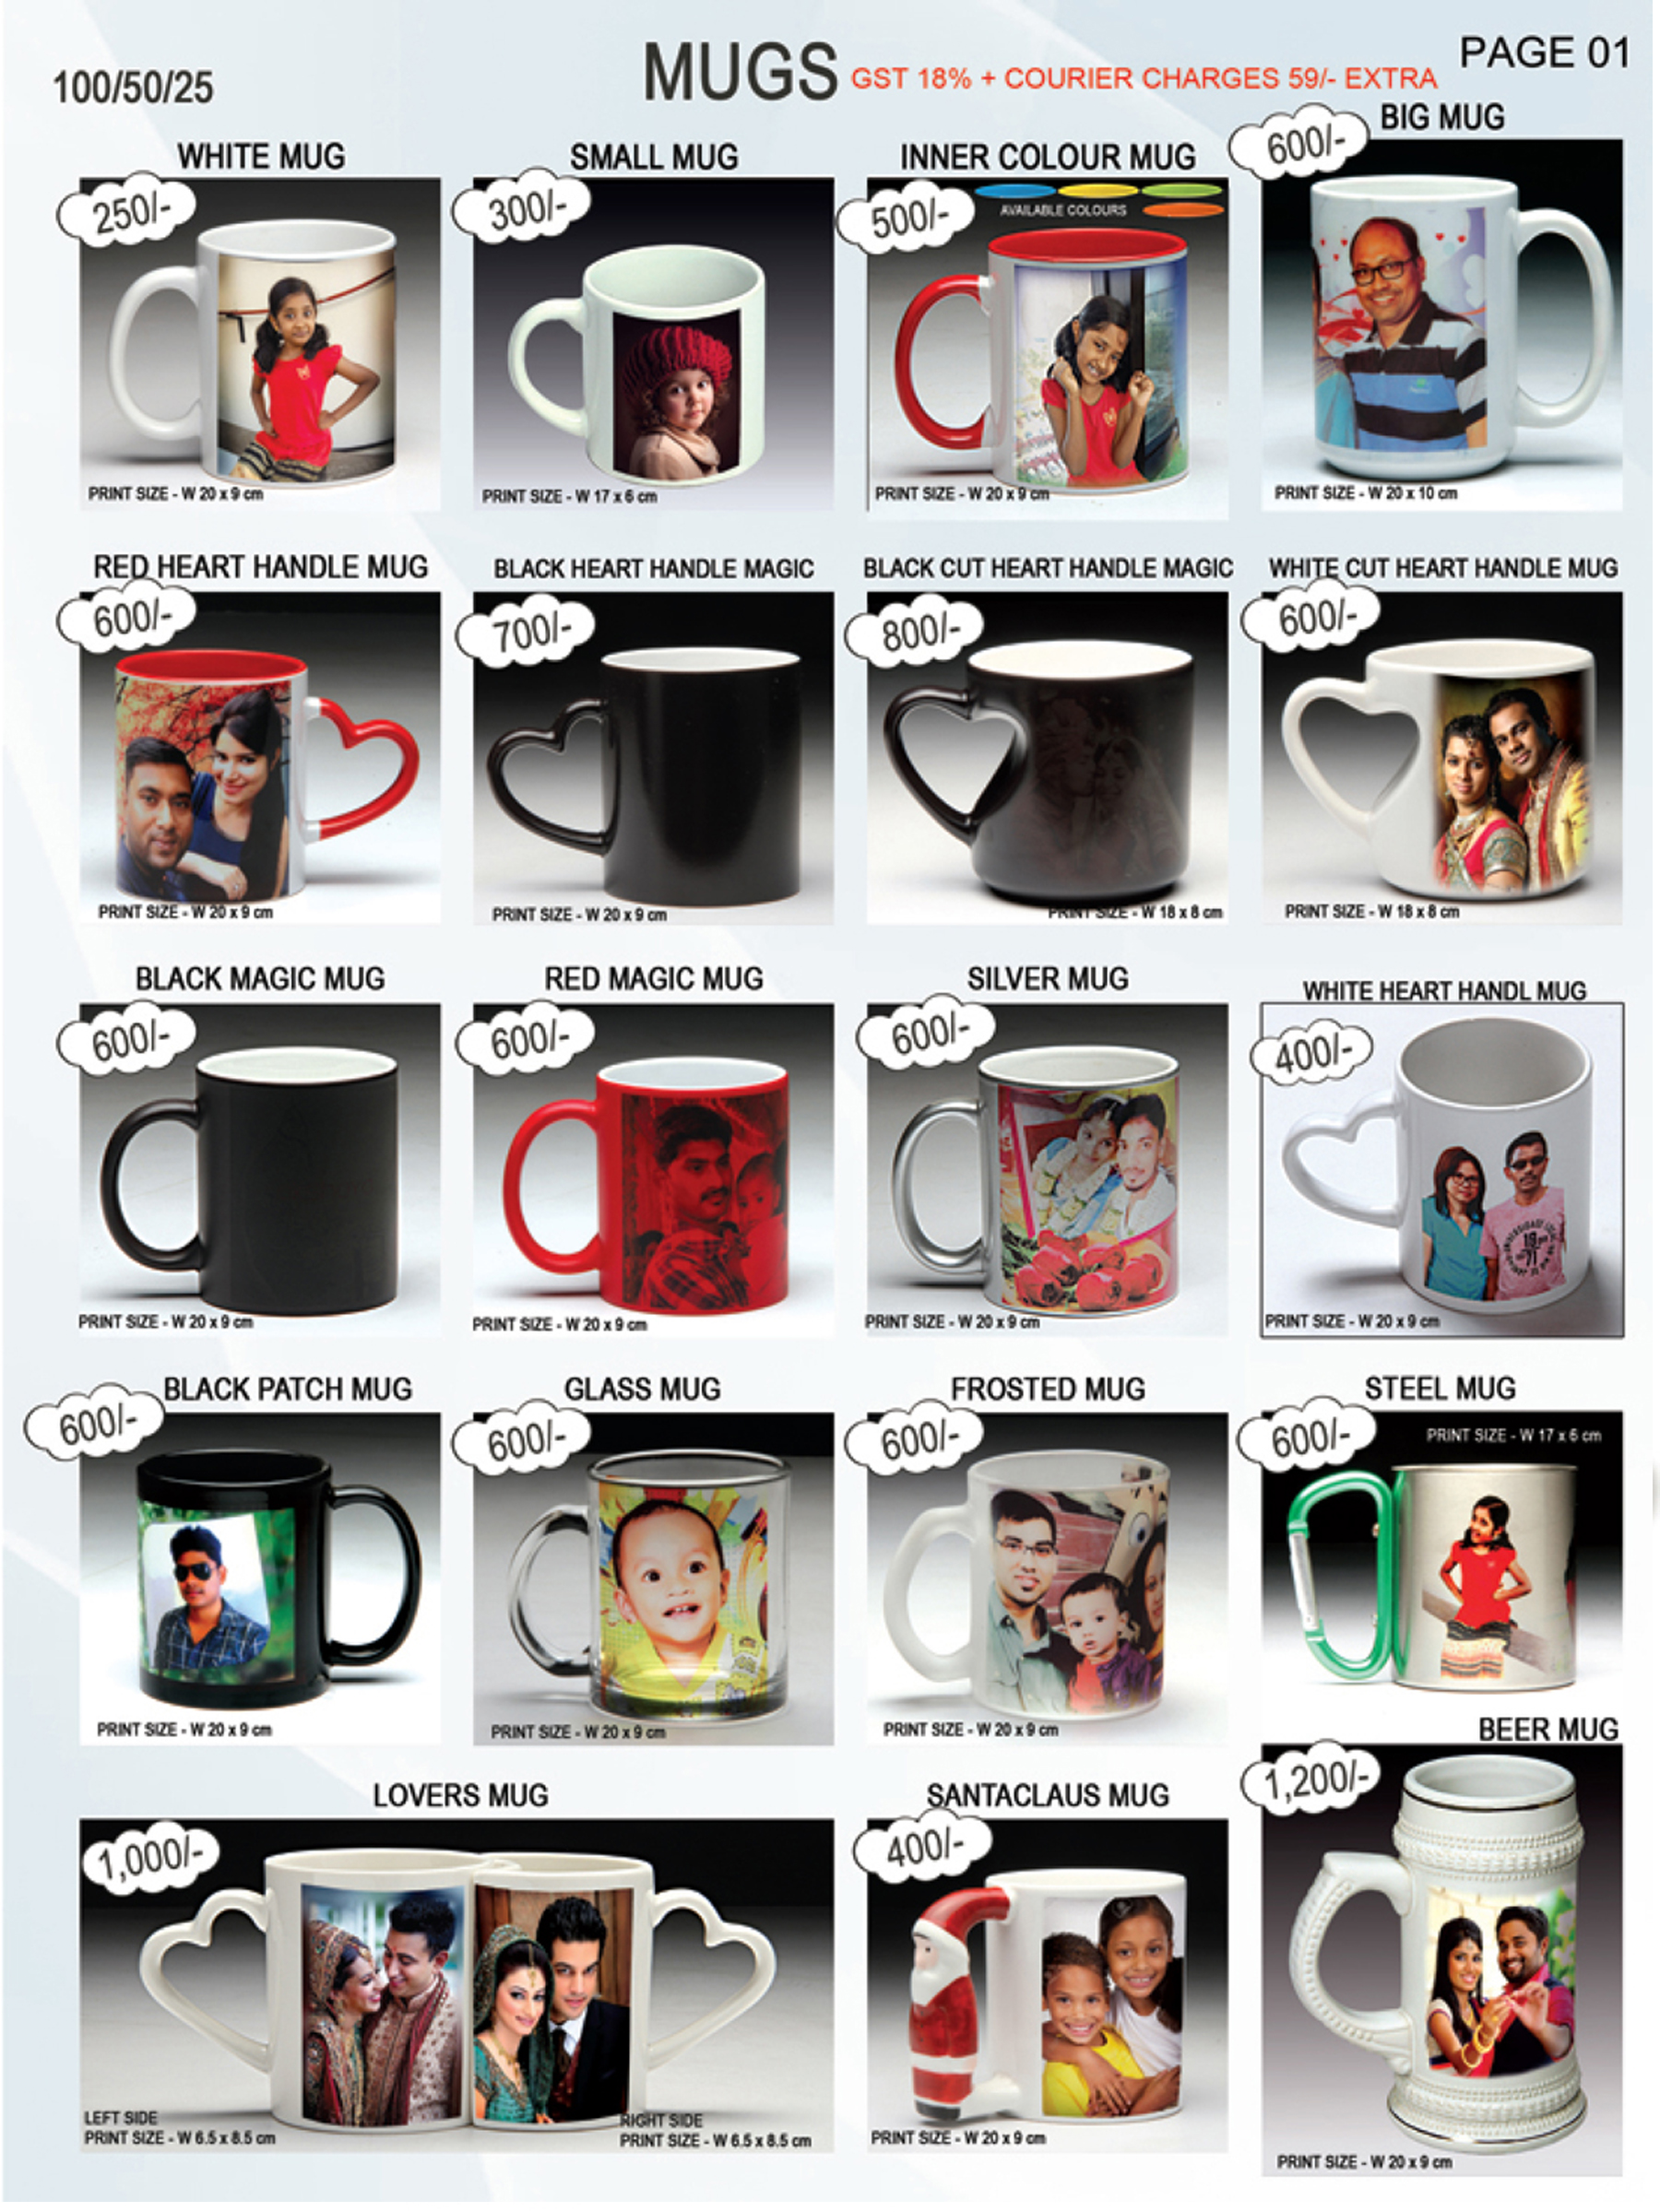 100/50/25
MUGS GST 18% + COURIER CHARGES 59/- EXTRA
PAGE 01
WHITE MUG
250/-
PRINT SIZE - W 20 x 9 cm
SMALL MUG
300/-
PRINT SIZE - W 17 x 6 cm
INNER COLOUR MUG
500/-
AVAILABLE COLOURS
PRINT SIZE - W 20 x 9 cm
BIG MUG
600/-
PRINT SIZE - W 20 x 10 cm
RED HEART HANDLE MUG
600/-
PRINT SIZE - W 20 x 9 cm
BLACK HEART HANDLE MAGIC
700/-
PRINT SIZE - W 20 x 9 cm
BLACK CUT HEART HANDLE MAGIC
800/-
PRINT SIZE - W 18 x 8 cm
WHITE CUT HEART HANDLE MUG
600/-
PRINT SIZE - W 18 x 8 cm
BLACK MAGIC MUG
600/-
PRINT SIZE - W 20 x 9 cm
RED MAGIC MUG
600/-
PRINT SIZE - W 20 x 9 cm
SILVER MUG
600/-
PRINT SIZE - W 20 x 9 cm
WHITE HEART HANDL MUG
400/-
PRINT SIZE - W 20 x 9 cm
BLACK PATCH MUG
600/-
PRINT SIZE - W 20 x 9 cm
GLASS MUG
600/-
PRINT SIZE - W 20 x 9 cm
FROSTED MUG
600/-
PRINT SIZE - W 20 x 9 cm
STEEL MUG
600/-
PRINT SIZE - W 17 x 6 cm
LOVERS MUG
1,000/-
LEFT SIDE
PRINT SIZE - W 6.5 x 8.5 cm
RIGHT SIDE
PRINT SIZE - W 6.5 x 8.5 cm
SANTACLAUS MUG
400/-
PRINT SIZE - W 20 x 9 cm
BEER MUG
1,200/-
PRINT SIZE - W 20 x 9 cm